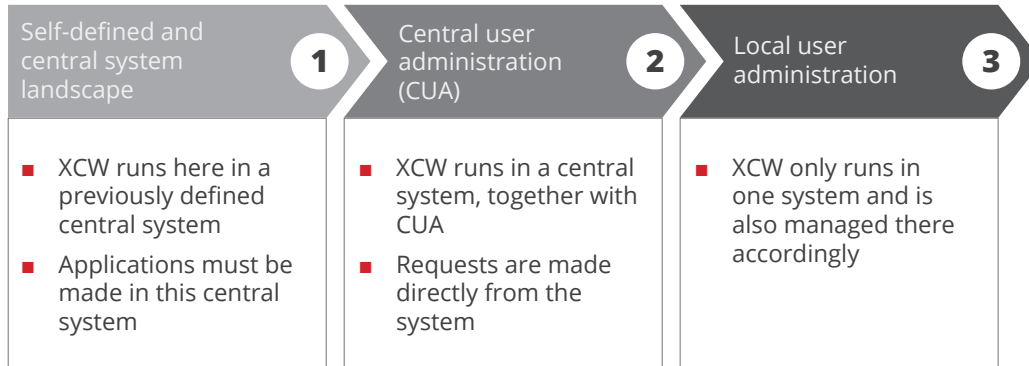 Self-defined and
central system
landscape
1
Central user
administration
(CUA)
2
Local user
administration
3
■ XCW runs here in a
previously defined
central system
■ Applications must be
made in this central
system
■ XCW runs in a central
system, together with
CUA
■ Requests are made
directly from the
system
■ XCW only runs in
one system and is
also managed there
accordingly